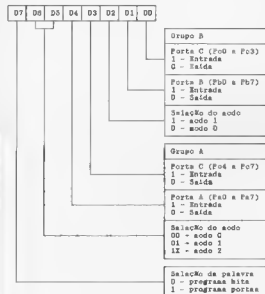 D7 D6 D5 D4 D3 D2 D1 D0
Grupo B
Porta C (Pc0 a Pc3)
1 - Entrada
0 - Saída
Porta B (Pb0 a Pb7)
1 - Entrada
0 - Saída
Seleção do modo
1 - modo 1
0 - modo 0
Grupo A
Porta C (Pc4 a Pc7)
1 - Entrada
0 - Saída
Porta A (Pa0 a Pa7)
1 - Entrada
0 - Saída
Seleção do modo
00 - modo 0
01 - modo 1
1X - modo 2
Seleção da palavra
0 - programa bits
1 - programa portas